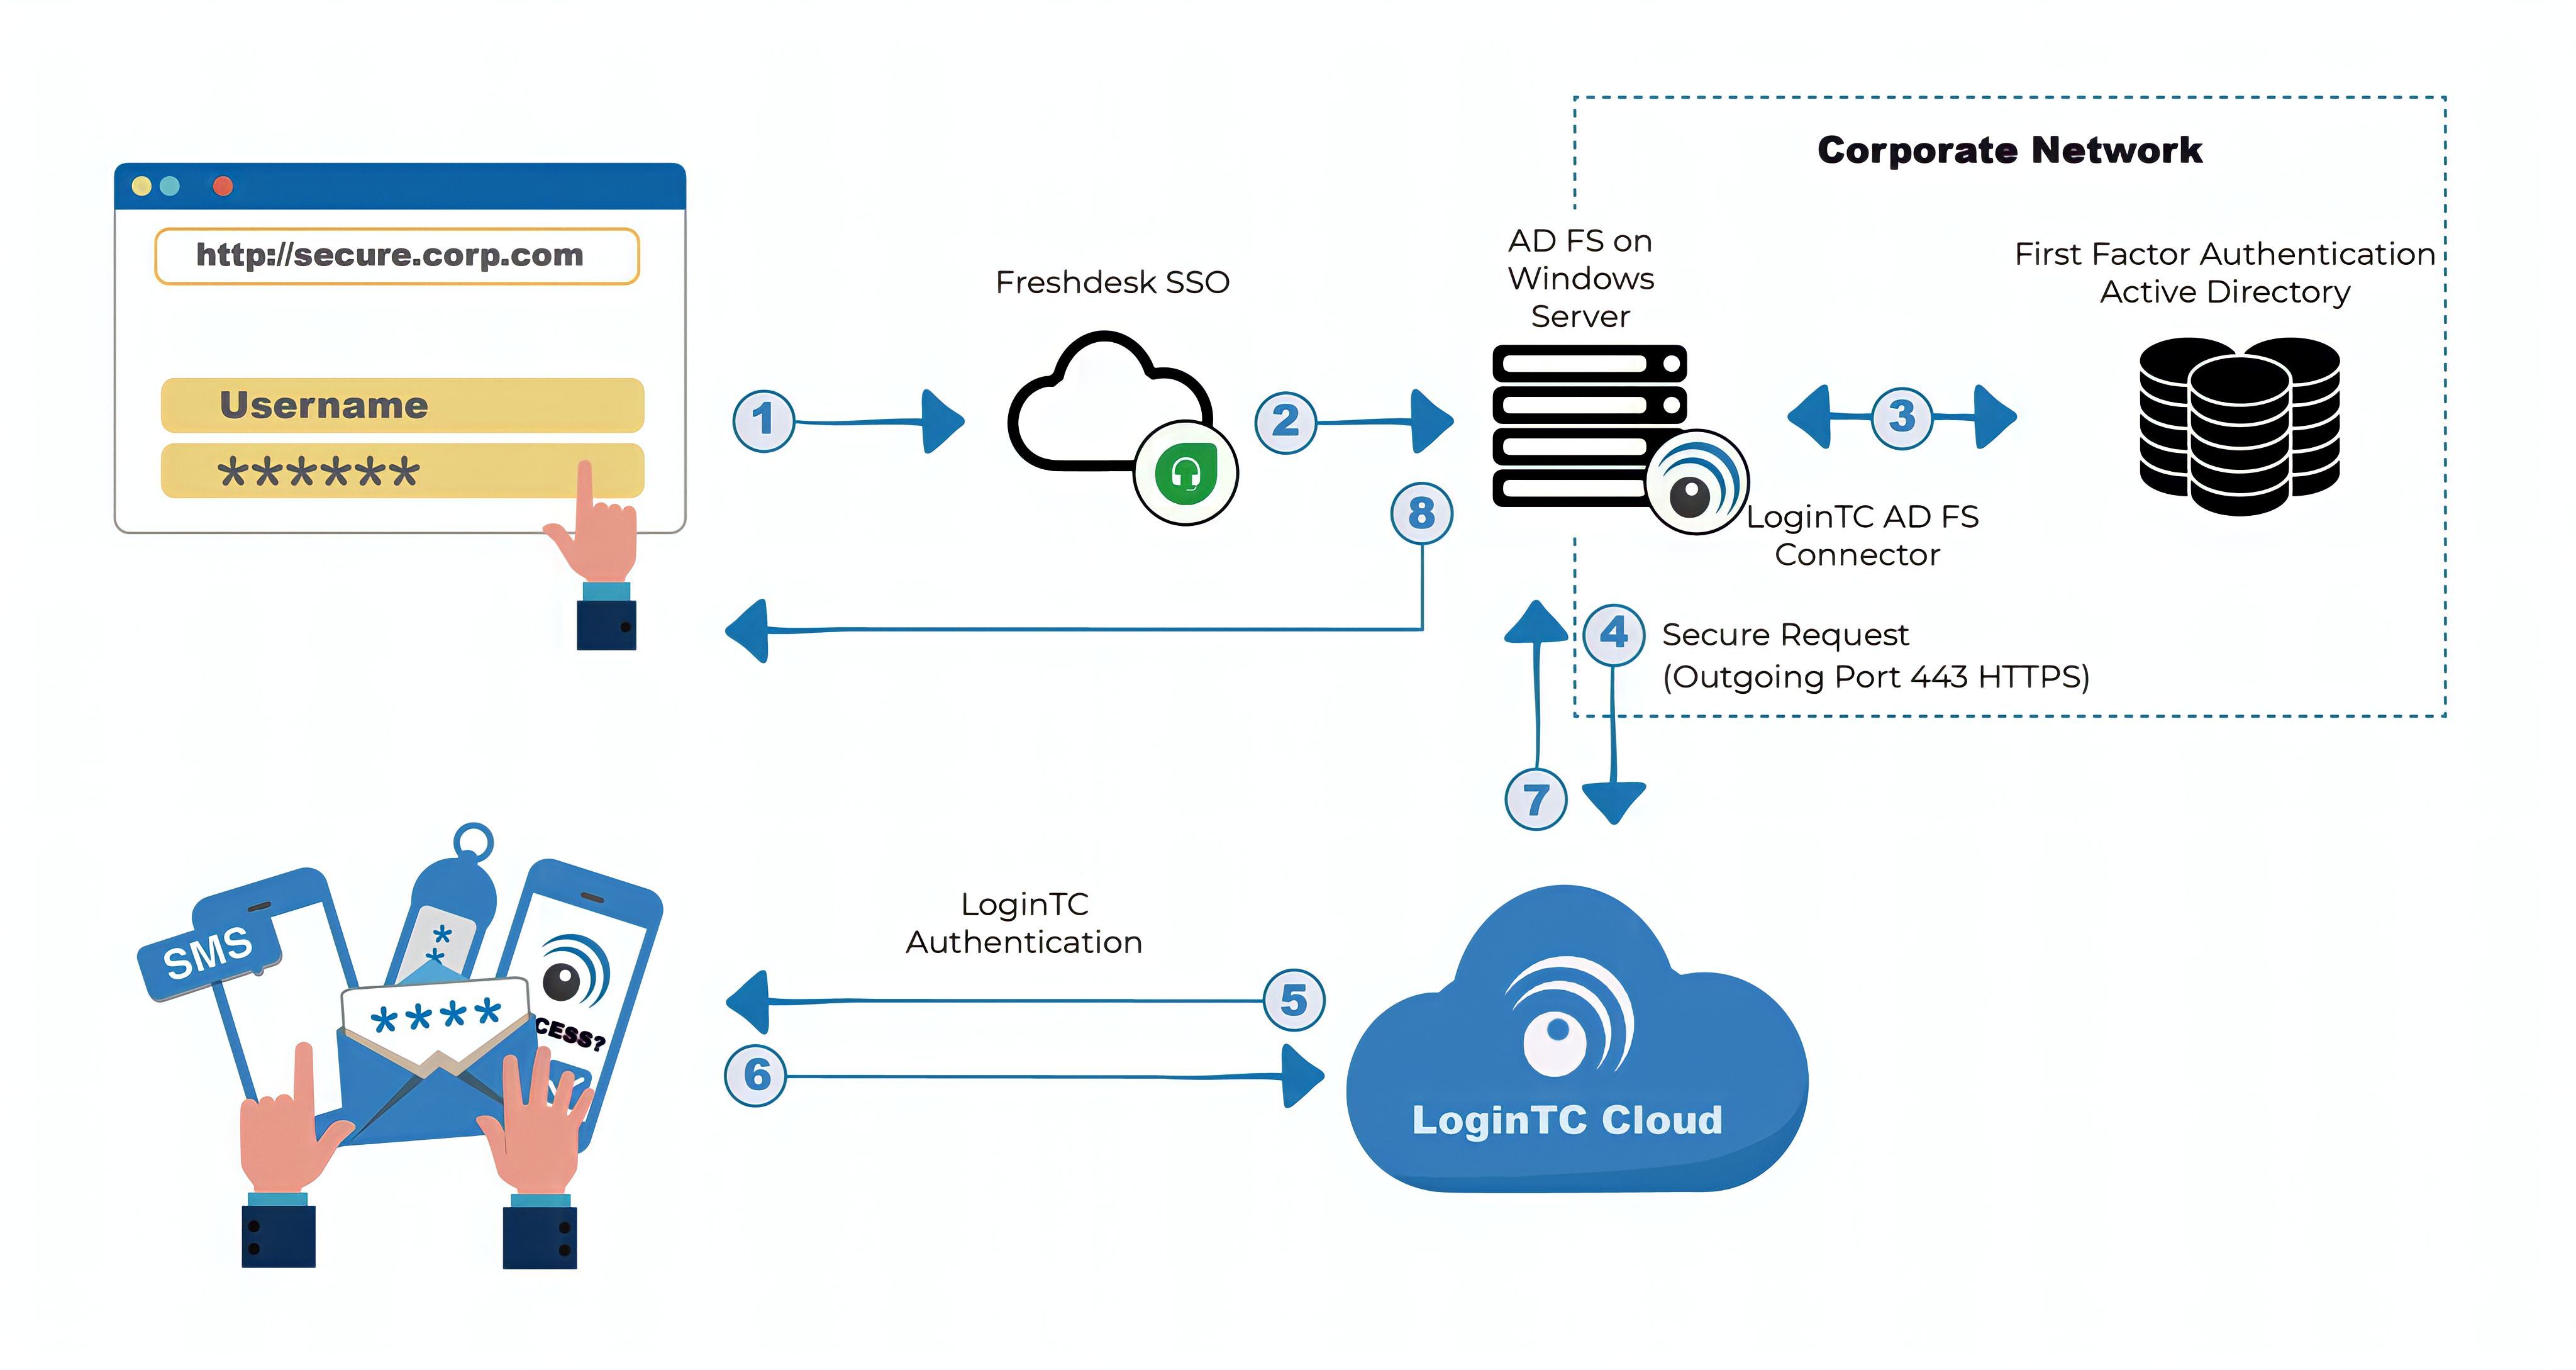 Corporate Network
http://secure.corp.com
Username
******
1
Freshdesk SSO
2
AD FS on
Windows
Server
3
First Factor Authentication
Active Directory
LoginTC AD FS
Connector
8
4
Secure Request
(Outgoing Port 443 HTTPS)
7
SMS
*
*
****
CESS?
LoginTC
Authentication
5
6
LoginTC Cloud